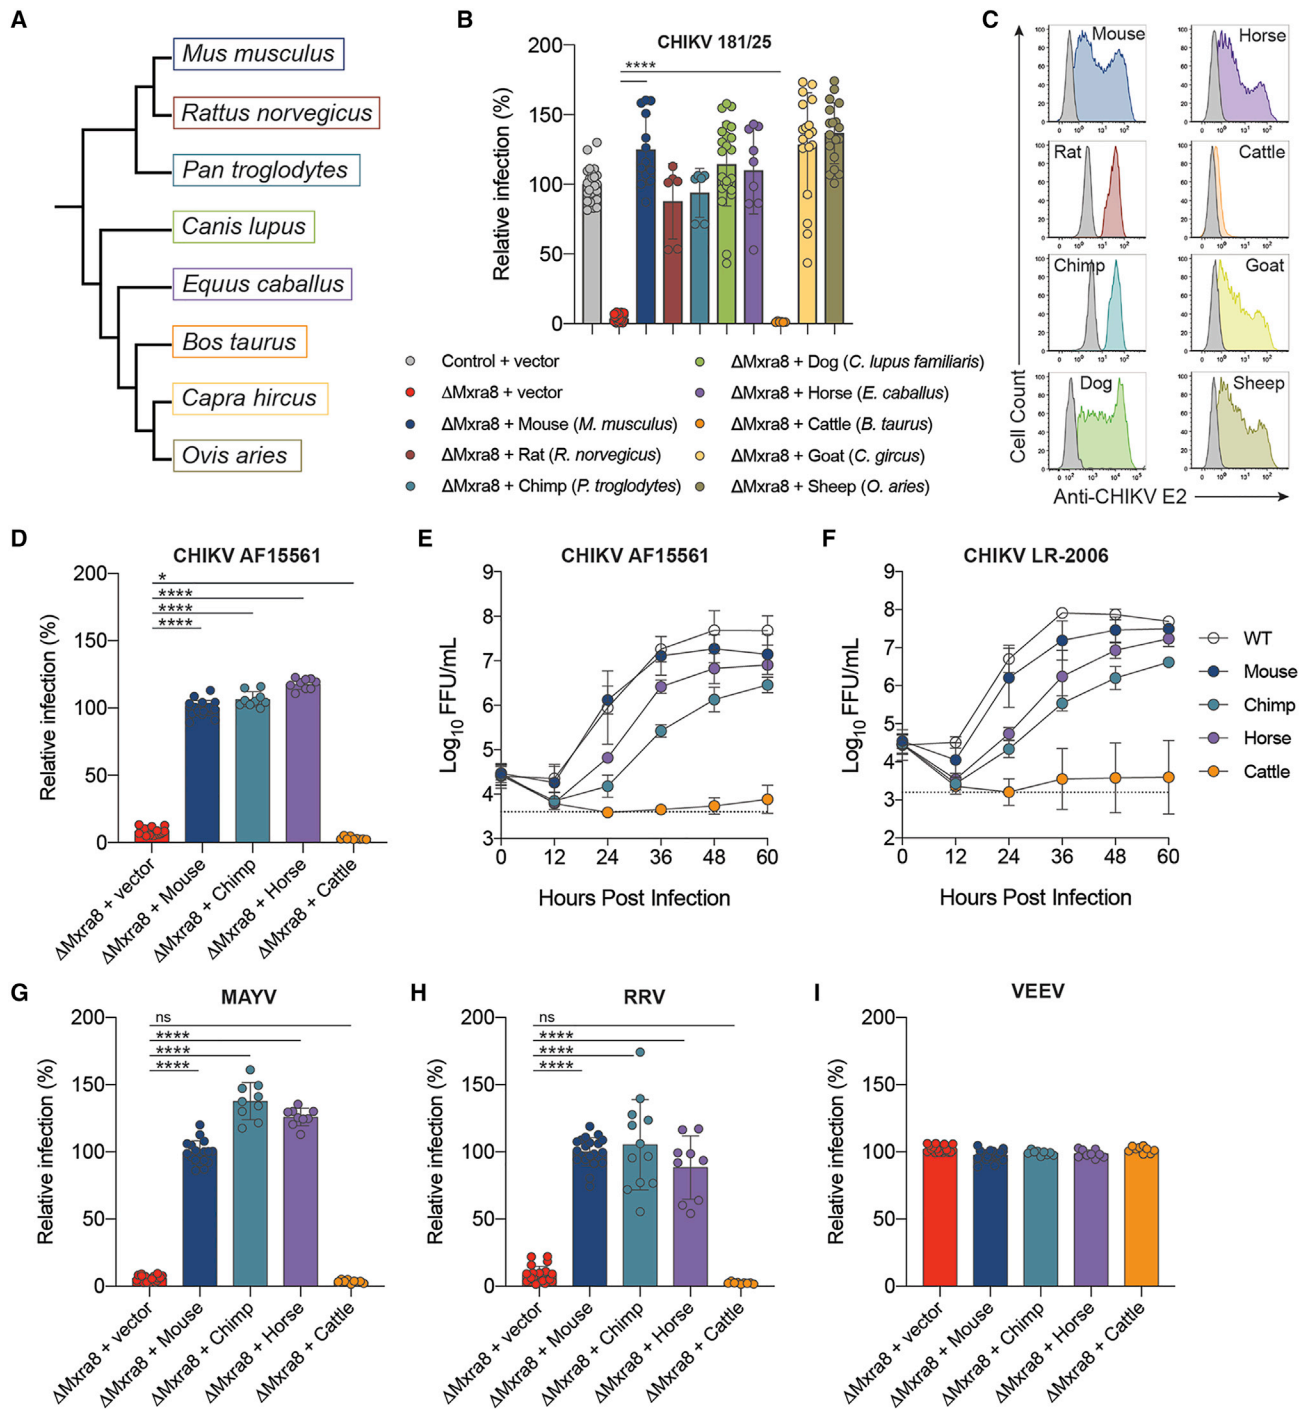 A
Mus musculus
Rattus norvegicus
Pan troglodytes
Canis lupus
Equus caballus
Bos taurus
Capra hircus
Ovis aries
B
CHIKV 181/25
Relative infection (%)
200
150
100
50
0
****
Control + vector
ΔMxra8 + vector
ΔMxra8 + Mouse (M. musculus)
ΔMxra8 + Rat (R. norvegicus)
ΔMxra8 + Chimp (P. troglodytes)
ΔMxra8 + Dog (C. lupus familiaris)
ΔMxra8 + Horse (E. caballus)
ΔMxra8 + Cattle (B. taurus)
ΔMxra8 + Goat (C. gircus)
ΔMxra8 + Sheep (O. aries)
C
Mouse
Horse
Rat
Cattle
Chimp
Goat
Dog
Sheep
Cell Count
Anti-CHIKV E2
D
CHIKV AF15561
Relative infection (%)
200
150
100
50
0
*
****
****
****
ΔMxra8 + vector
ΔMxra8 + Mouse
ΔMxra8 + Chimp
ΔMxra8 + Horse
ΔMxra8 + Cattle
E
CHIKV AF15561
Log10 FFU/mL
9
8
7
6
5
4
3
0 12 24 36 48 60
Hours Post Infection
F
CHIKV LR-2006
Log10 FFU/mL
9
8
7
6
5
4
3
2
0 12 24 36 48 60
Hours Post Infection
WT
Mouse
Chimp
Horse
Cattle
G
MAYV
Relative infection (%)
200
150
100
50
0
ns
****
****
****
ΔMxra8 + vector
ΔMxra8 + Mouse
ΔMxra8 + Chimp
ΔMxra8 + Horse
ΔMxra8 + Cattle
H
RRV
Relative infection (%)
200
150
100
50
0
ns
****
****
****
ΔMxra8 + vector
ΔMxra8 + Mouse
ΔMxra8 + Chimp
ΔMxra8 + Horse
ΔMxra8 + Cattle
I
VEEV
Relative infection (%)
200
150
100
50
0
ΔMxra8 + vector
ΔMxra8 + Mouse
ΔMxra8 + Chimp
ΔMxra8 + Horse
ΔMxra8 + Cattle